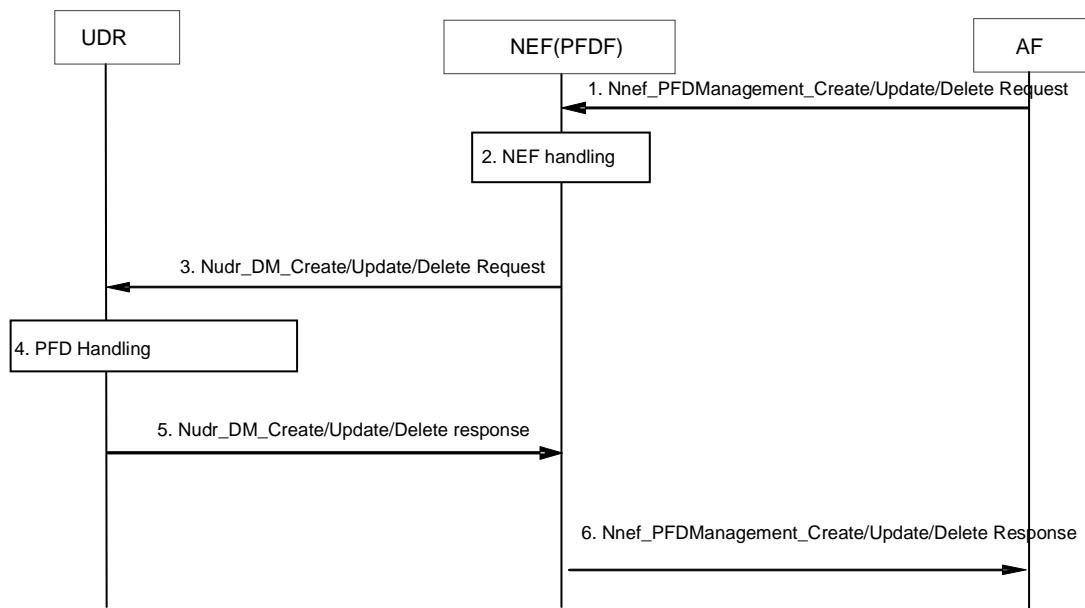 UDR
NEF(PFDF)
AF
1. Nnef_PFDManagement_Create/Update/Delete Request
2. NEF handling
3. Nudr_DM_Create/Update/Delete Request
4. PFD Handling
5. Nudr_DM_Create/Update/Delete response
6. Nnef_PFDManagement_Create/Update/Delete Response